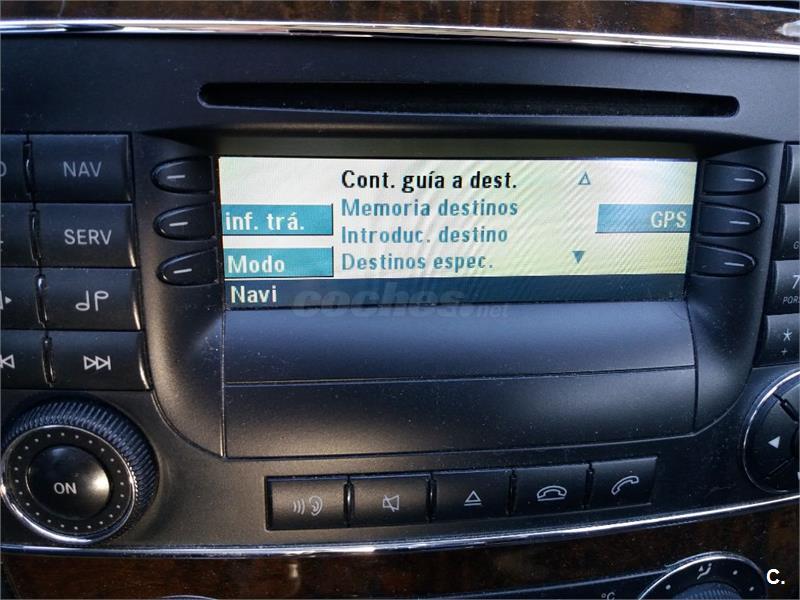 NAV
Cont. guía a dest.
Memoria destinos
inf. trá.
GPS
SERV
Introduc. destino
Destinos espec.
Modo
Navi
coches.net
ON
°C
C.